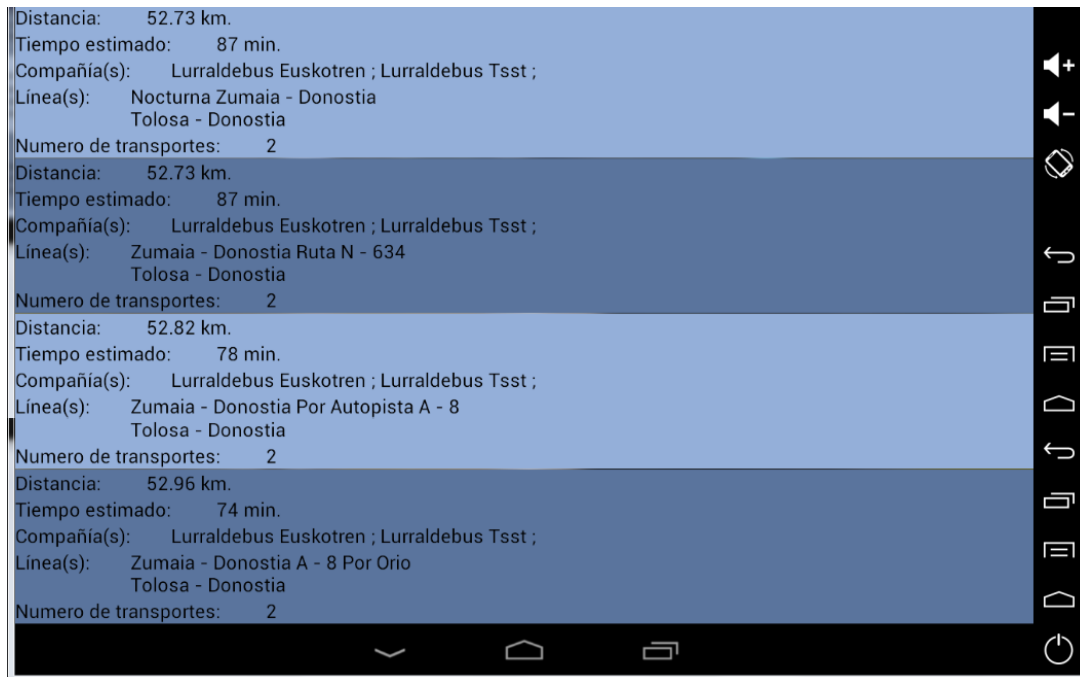 Distancia: 52.73 km.
Tiempo estimado: 87 min.
Compañía(s): Lurraldebus Euskotren ; Lurraldebus Tsst ;
Línea(s): Nocturna Zumaia - Donostia
Tolosa - Donostia
Numero de transportes: 2
Distancia: 52.73 km.
Tiempo estimado: 87 min.
Compañía(s): Lurraldebus Euskotren ; Lurraldebus Tsst ;
Línea(s): Zumaia - Donostia Ruta N - 634
Tolosa - Donostia
Numero de transportes: 2
Distancia: 52.82 km.
Tiempo estimado: 78 min.
Compañía(s): Lurraldebus Euskotren ; Lurraldebus Tsst ;
Línea(s): Zumaia - Donostia Por Autopista A - 8
Tolosa - Donostia
Numero de transportes: 2
Distancia: 52.96 km.
Tiempo estimado: 74 min.
Compañía(s): Lurraldebus Euskotren ; Lurraldebus Tsst ;
Línea(s): Zumaia - Donostia A - 8 Por Orio
Tolosa - Donostia
Numero de transportes: 2